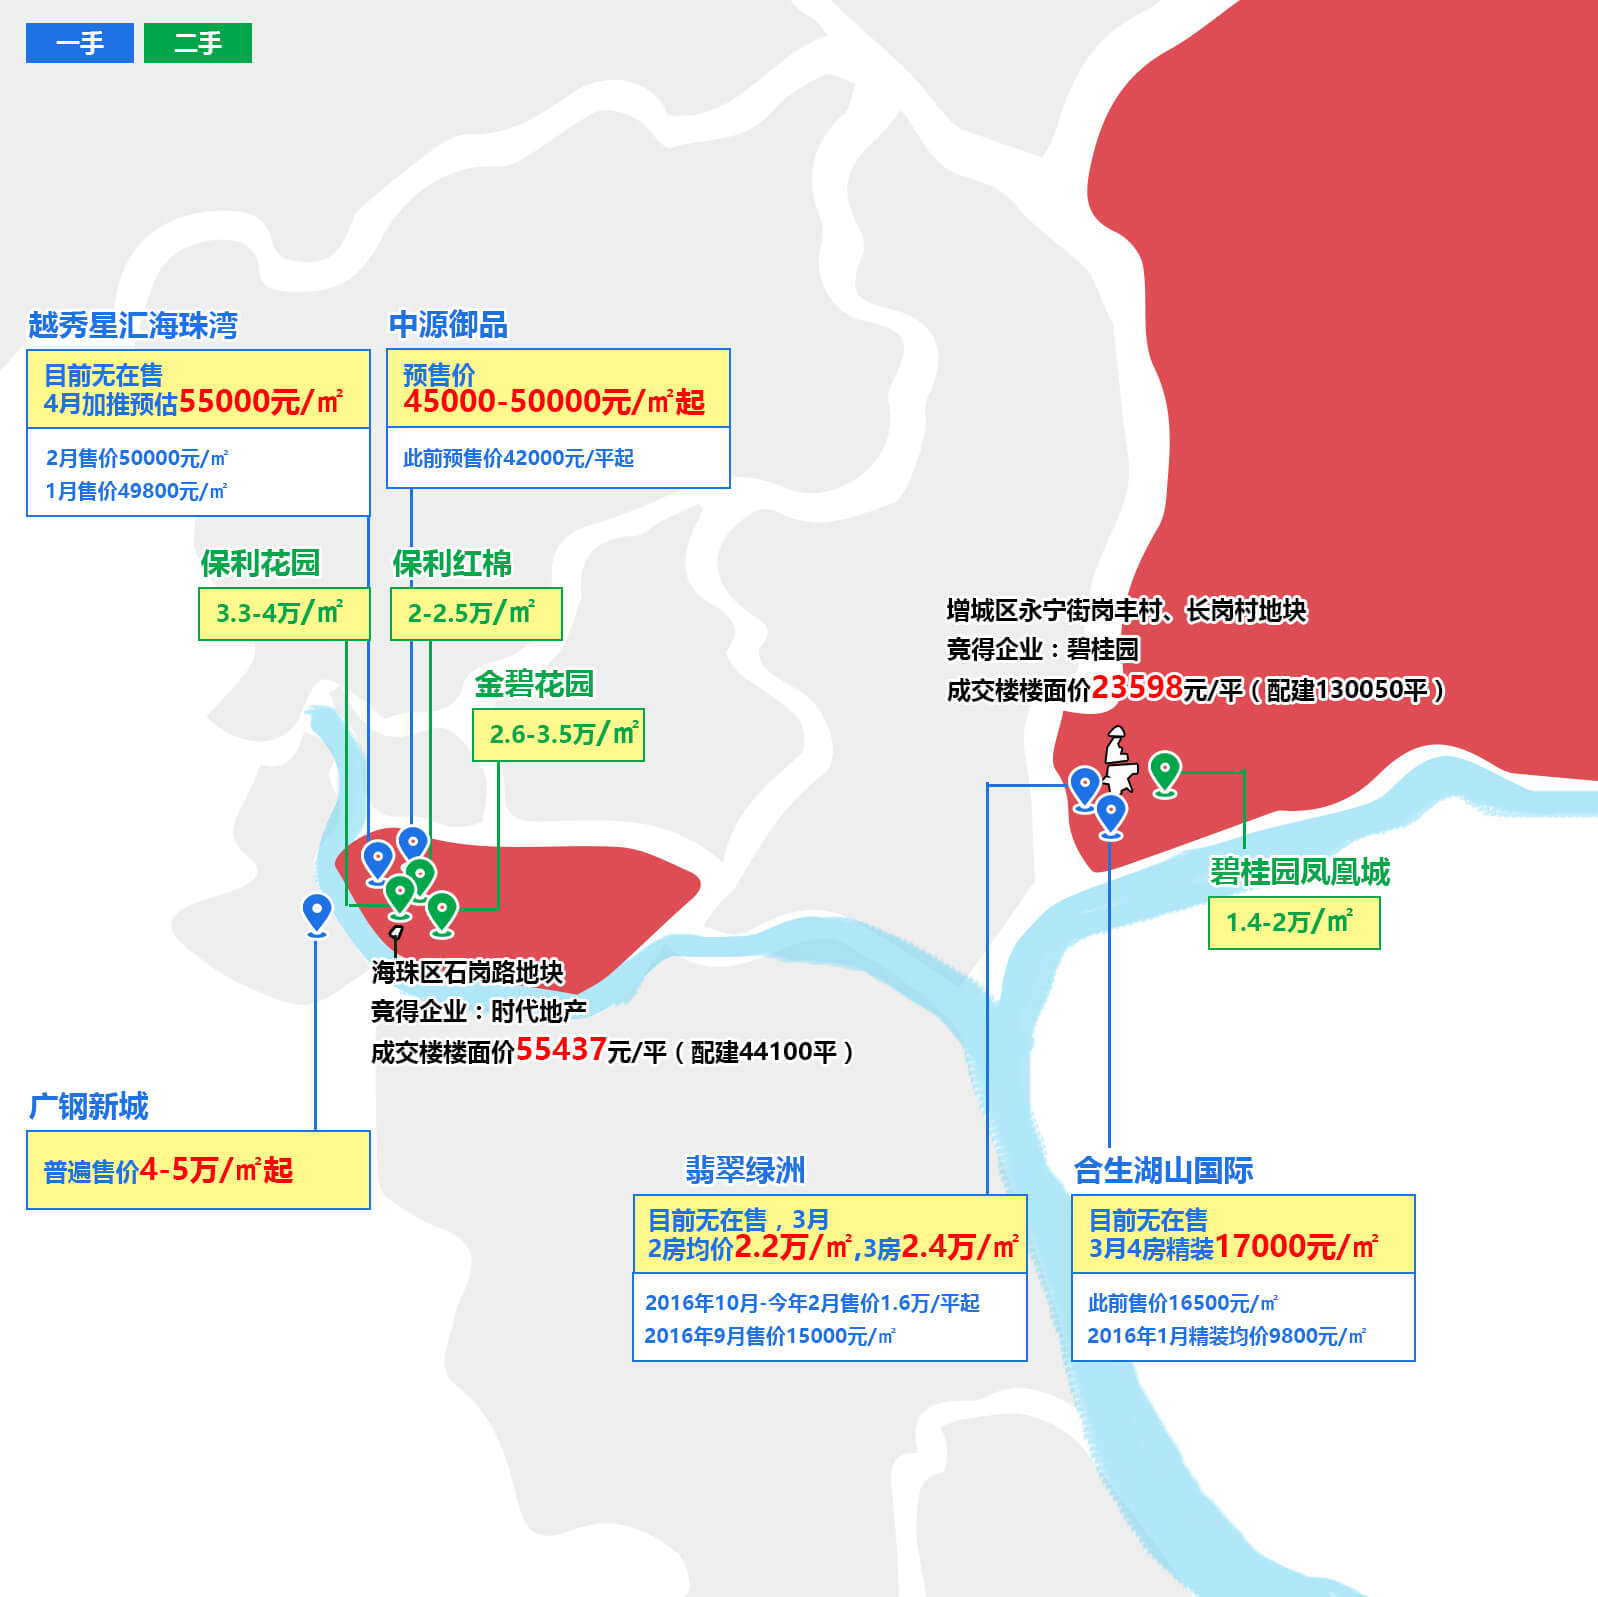 一手
二手
越秀星汇海珠湾
目前无在售
4月加推预估55000元/㎡
2月售价50000元/㎡
1月售价49800元/㎡
中源御品
预售价
45000-50000元/㎡起
此前预售价42000元/平起
保利花园
3.3-4万/㎡
保利红棉
2-2.5万/㎡
金碧花园
2.6-3.5万/㎡
增城区永宁街岗丰村、长岗村地块
竞得企业：碧桂园
成交楼楼面价23598元/平（配建130050平）
碧桂园凤凰城
1.4-2万/㎡
海珠区石岗路地块
竞得企业：时代地产
成交楼楼面价55437元/平（配建44100平）
广钢新城
普遍售价4-5万/㎡起
翡翠绿洲
目前无在售，3月
2房均价2.2万/㎡,3房2.4万/㎡
2016年10月-今年2月售价1.6万/平起
2016年9月售价15000元/㎡
合生湖山国际
目前无在售
3月4房精装17000元/㎡
此前售价16500元/㎡
2016年1月精装均价9800元/㎡